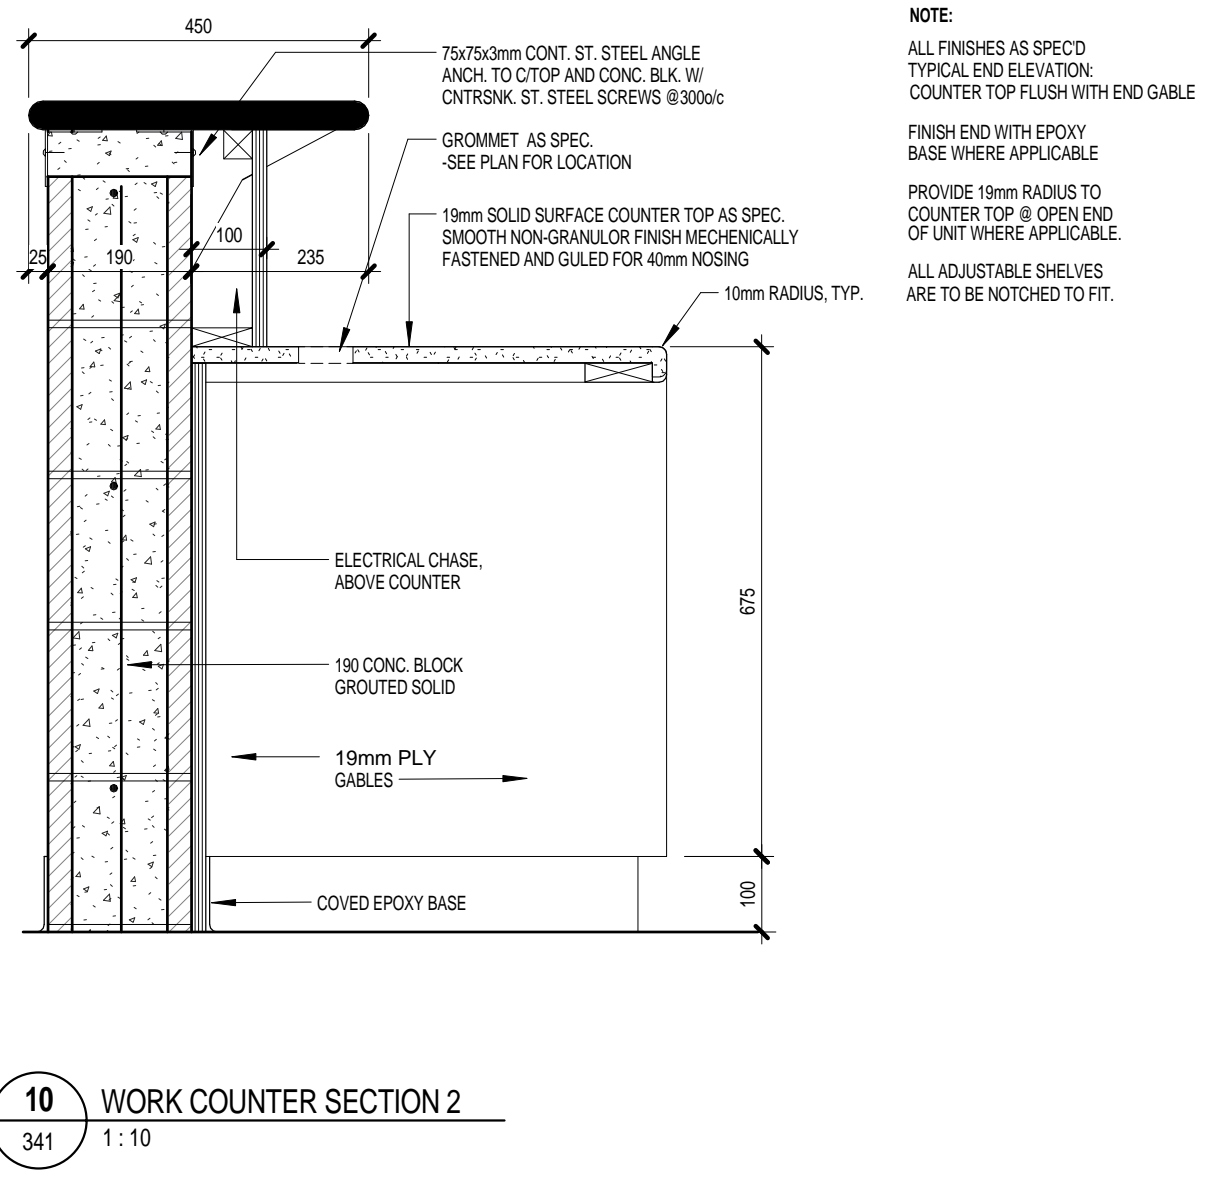 450
75x75x3mm CONT. ST. STEEL ANGLE
ANCH. TO C/TOP AND CONC. BLK. W/
CNTRSNK. ST. STEEL SCREWS @300o/c
GROMMET AS SPEC.
-SEE PLAN FOR LOCATION
19mm SOLID SURFACE COUNTER TOP AS SPEC.
SMOOTH NON-GRANULOR FINISH MECHENICALLY
FASTENED AND GULED FOR 40mm NOSING
10mm RADIUS, TYP.
100
25
190
235
ELECTRICAL CHASE,
ABOVE COUNTER
675
190 CONC. BLOCK
GROUTED SOLID
19mm PLY
GABLES
COVED EPOXY BASE
100
NOTE:
ALL FINISHES AS SPEC'D
TYPICAL END ELEVATION:
COUNTER TOP FLUSH WITH END GABLE
FINISH END WITH EPOXY
BASE WHERE APPLICABLE
PROVIDE 19mm RADIUS TO
COUNTER TOP @ OPEN END
OF UNIT WHERE APPLICABLE.
ALL ADJUSTABLE SHELVES
ARE TO BE NOTCHED TO FIT.
10
341
WORK COUNTER SECTION 2
1 : 10